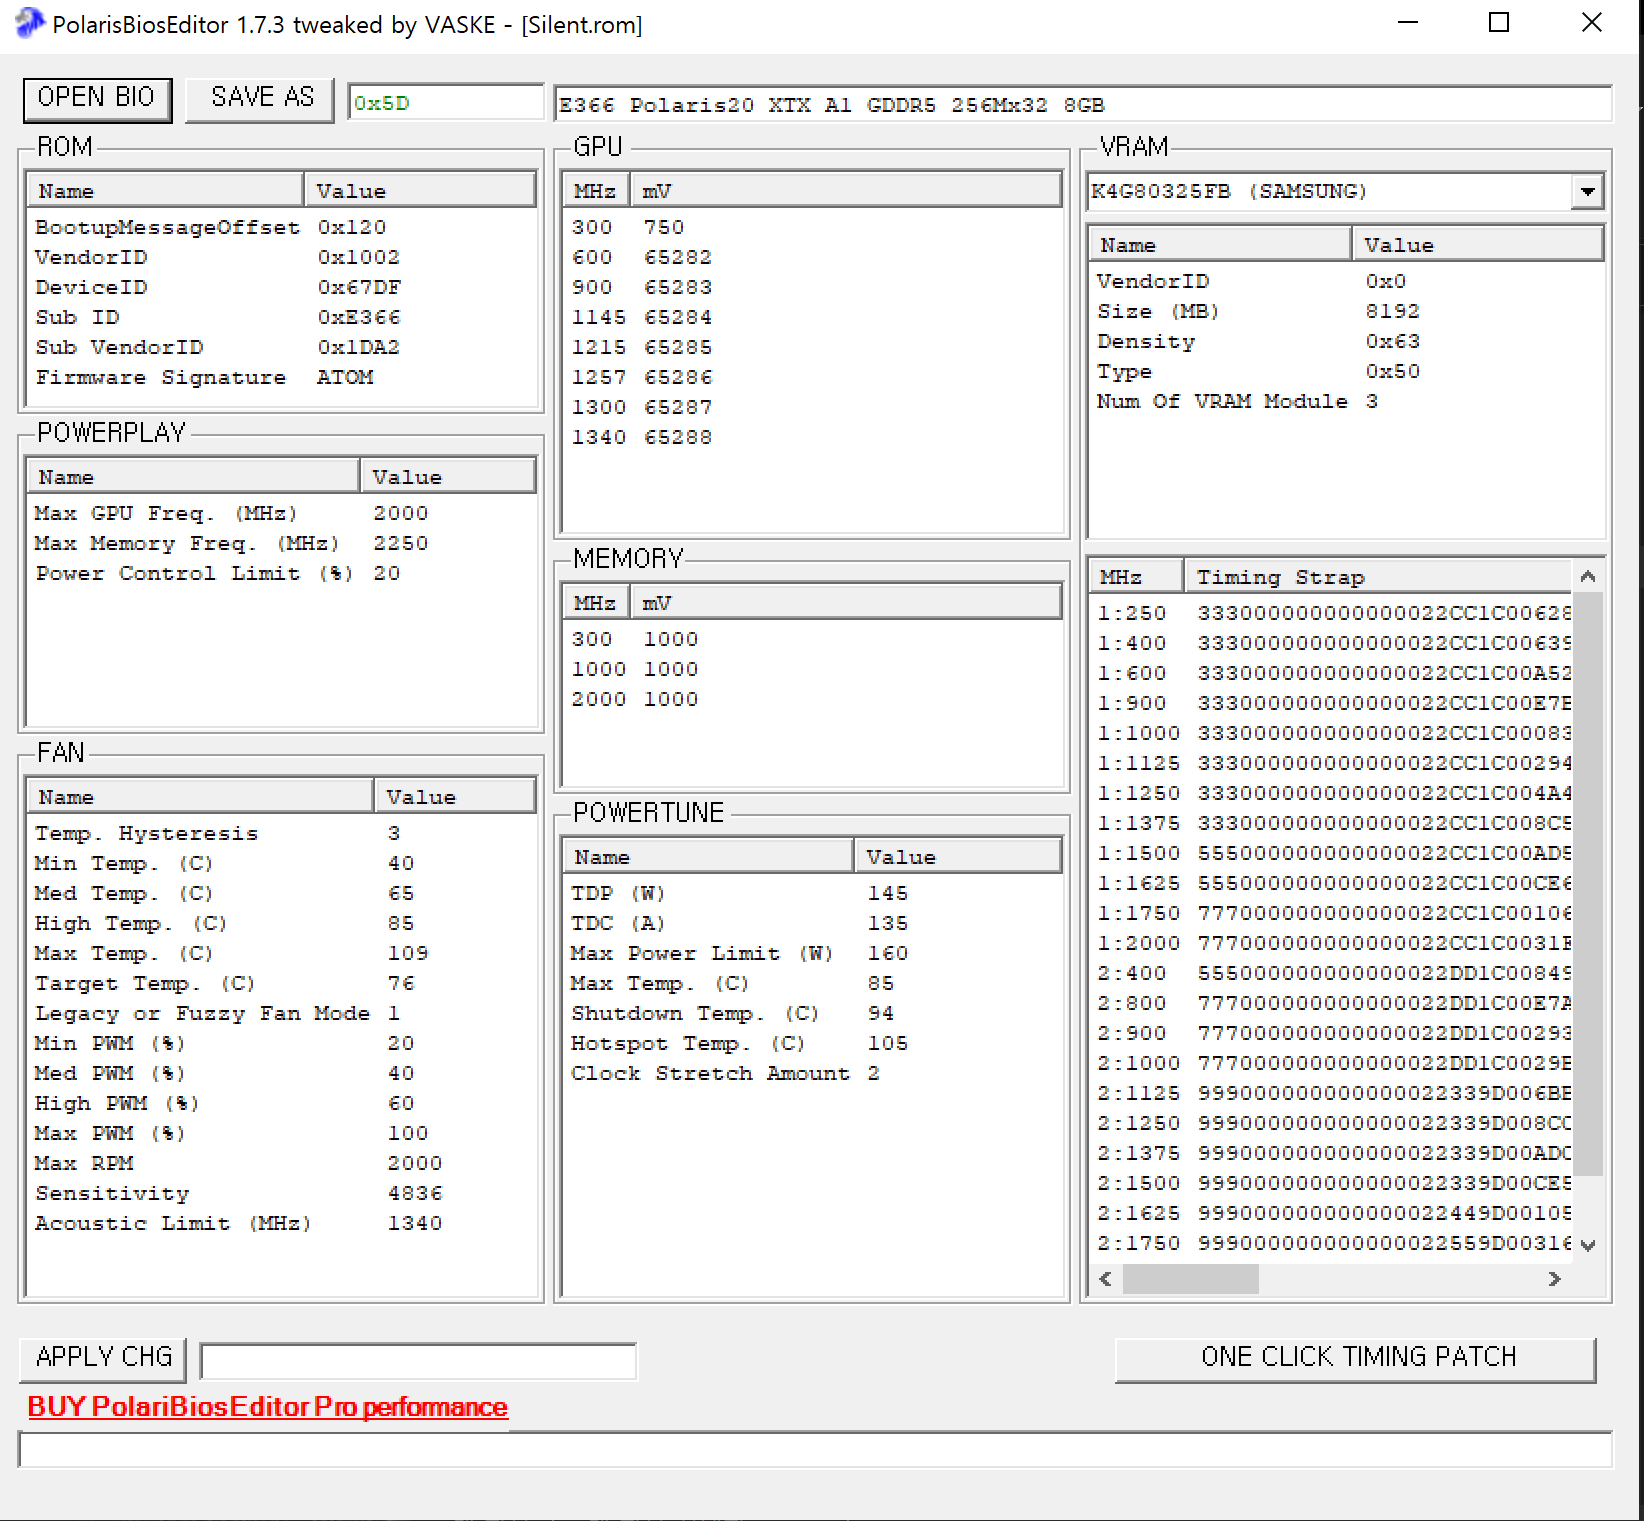 PolarisBiosEditor 1.7.3 tweaked by VASKE - [Silent.rom]
OPEN BIO
SAVE AS
0x5D
E366 Polaris20 XTX A1 GDDR5 256Mx32 8GB
ROM
Name Value
BootupMessageOffset 0x120
VendorID 0x1002
DeviceID 0x67DF
Sub ID 0xE366
Sub VendorID 0x1DA2
Firmware Signature ATOM
POWERPLAY
Name Value
Max GPU Freq. (MHz) 2000
Max Memory Freq. (MHz) 2250
Power Control Limit (%) 20
FAN
Name Value
Temp. Hysteresis 3
Min Temp. (C) 40
Med Temp. (C) 65
High Temp. (C) 85
Max Temp. (C) 109
Target Temp. (C) 76
Legacy or Fuzzy Fan Mode 1
Min PWM (%) 20
Med PWM (%) 40
High PWM (%) 60
Max PWM (%) 100
Max RPM 2000
Sensitivity 4836
Acoustic Limit (MHz) 1340
GPU
MHz mV
300 750
600 65282
900 65283
1145 65284
1215 65285
1257 65286
1300 65287
1340 65288
MEMORY
MHz mV
300 1000
1000 1000
2000 1000
POWERTUNE
Name Value
TDP (W) 145
TDC (A) 135
Max Power Limit (W) 160
Max Temp. (C) 85
Shutdown Temp. (C) 94
Hotspot Temp. (C) 105
Clock Stretch Amount 2
VRAM
K4G80325FB (SAMSUNG)
Name Value
VendorID 0x0
Size (MB) 8192
Density 0x63
Type 0x50
Num Of VRAM Module 3
MHz Timing Strap
1:250 333000000000000022CC1C00628
1:400 333000000000000022CC1C00639
1:600 333000000000000022CC1C00A52
1:900 333000000000000022CC1C00E7B
1:1000 333000000000000022CC1C00083
1:1125 333000000000000022CC1C00294
1:1250 333000000000000022CC1C004A4
1:1375 333000000000000022CC1C008C5
1:1500 555000000000000022CC1C00AD5
1:1625 555000000000000022CC1C00CE6
1:1750 777000000000000022CC1C00106
1:2000 777000000000000022CC1C0031F
2:400 555000000000000022DD1C00849
2:800 777000000000000022DD1C00E7A
2:900 777000000000000022DD1C00293
2:1000 777000000000000022DD1C0029B
2:1125 999000000000000022339D006BE
2:1250 999000000000000022339D008CC
2:1375 999000000000000022339D00ADC
2:1500 999000000000000022339D00CE5
2:1625 999000000000000022449D00105
2:1750 999000000000000022559D00316
APPLY CHG
ONE CLICK TIMING PATCH
BUY PolariBiosEditor Pro performance